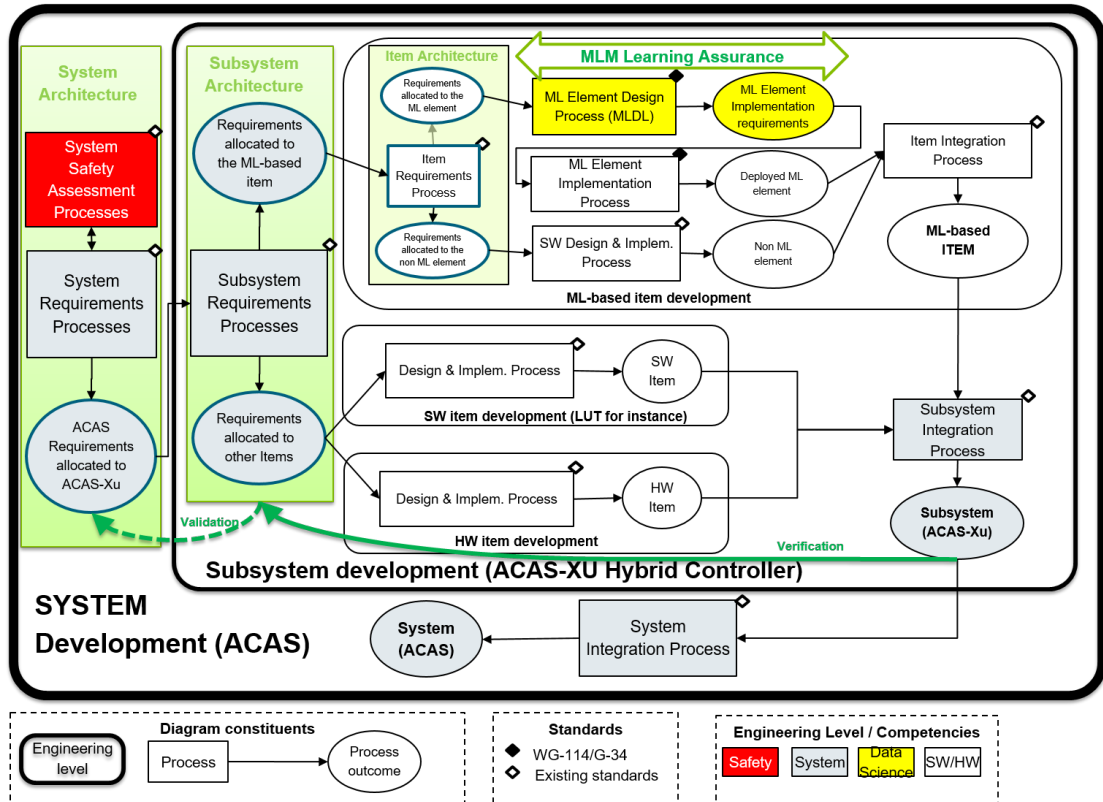 System
Architecture
System
Safety
Assessment
Processes
System
Requirements
Processes
ACAS
Requirements
allocated to
ACAS-Xu
Subsystem
Architecture
Requirements
allocated to
the ML-based
item
Subsystem
Requirements
Processes
Requirements
allocated to
other Items
Item Architecture
Requirements
allocated to the
ML element
Item
Requirements
Process
Requirements
allocated to the
non ML element
MLM Learning Assurance
ML Element Design
Process (MLDL)
ML Element
Implementation
requirements
ML Element
Implementation
Process
Deployed ML
element
SW Design & Implem.
Process
Non ML
element
Item Integration
Process
ML-based
ITEM
ML-based item development
Design & Implem. Process
SW
Item
SW item development (LUT for instance)
Design & Implem. Process
HW
Item
HW item development
Subsystem
Integration
Process
Subsystem
(ACAS-Xu)
Validation
Verification
Subsystem development (ACAS-XU Hybrid Controller)
SYSTEM
Development (ACAS)
System
(ACAS)
System
Integration Process
Diagram constituents
Engineering
level
Process
Process
outcome
Standards
WG-114/G-34
Existing standards
Engineering Level / Competencies
Safety
System
Data
Science
SW/HW